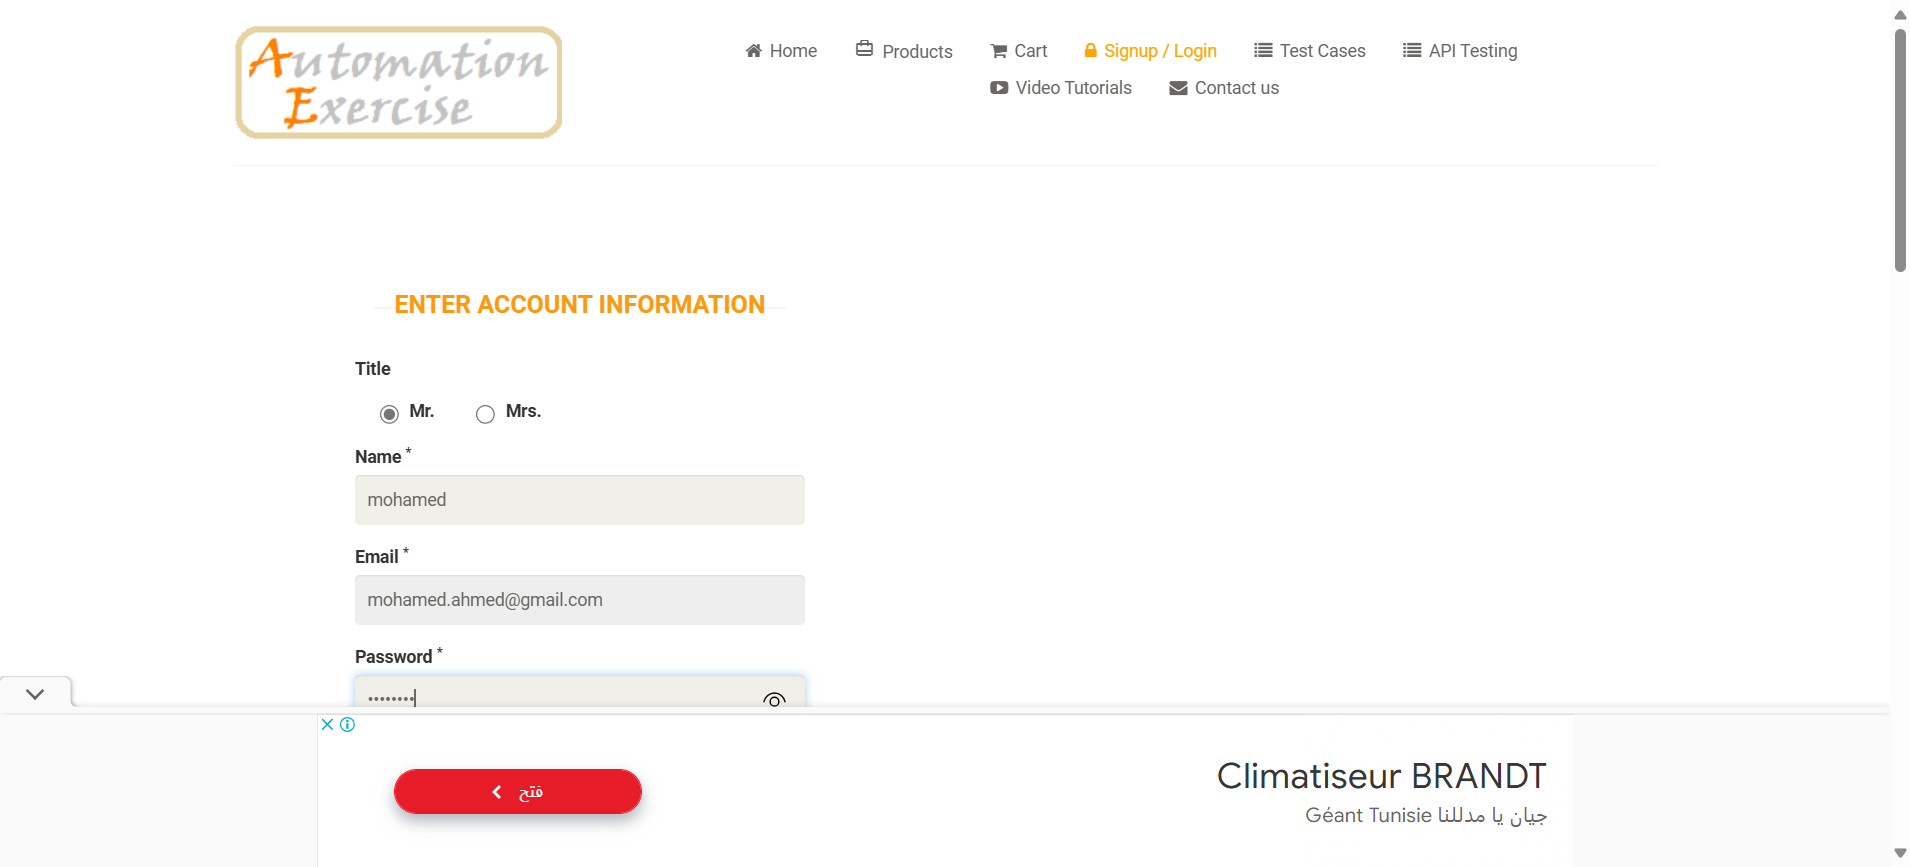 Automation
Exercise
Home Products Cart Signup / Login Test Cases API Testing
Video Tutorials Contact us
ENTER ACCOUNT INFORMATION
Title
Mr. Mrs.
Name *
mohamed
Email *
mohamed.ahmed@gmail.com
Password *
••••••••
فتح
Climatiseur BRANDT
جيان يا مدللنا Géant Tunisie